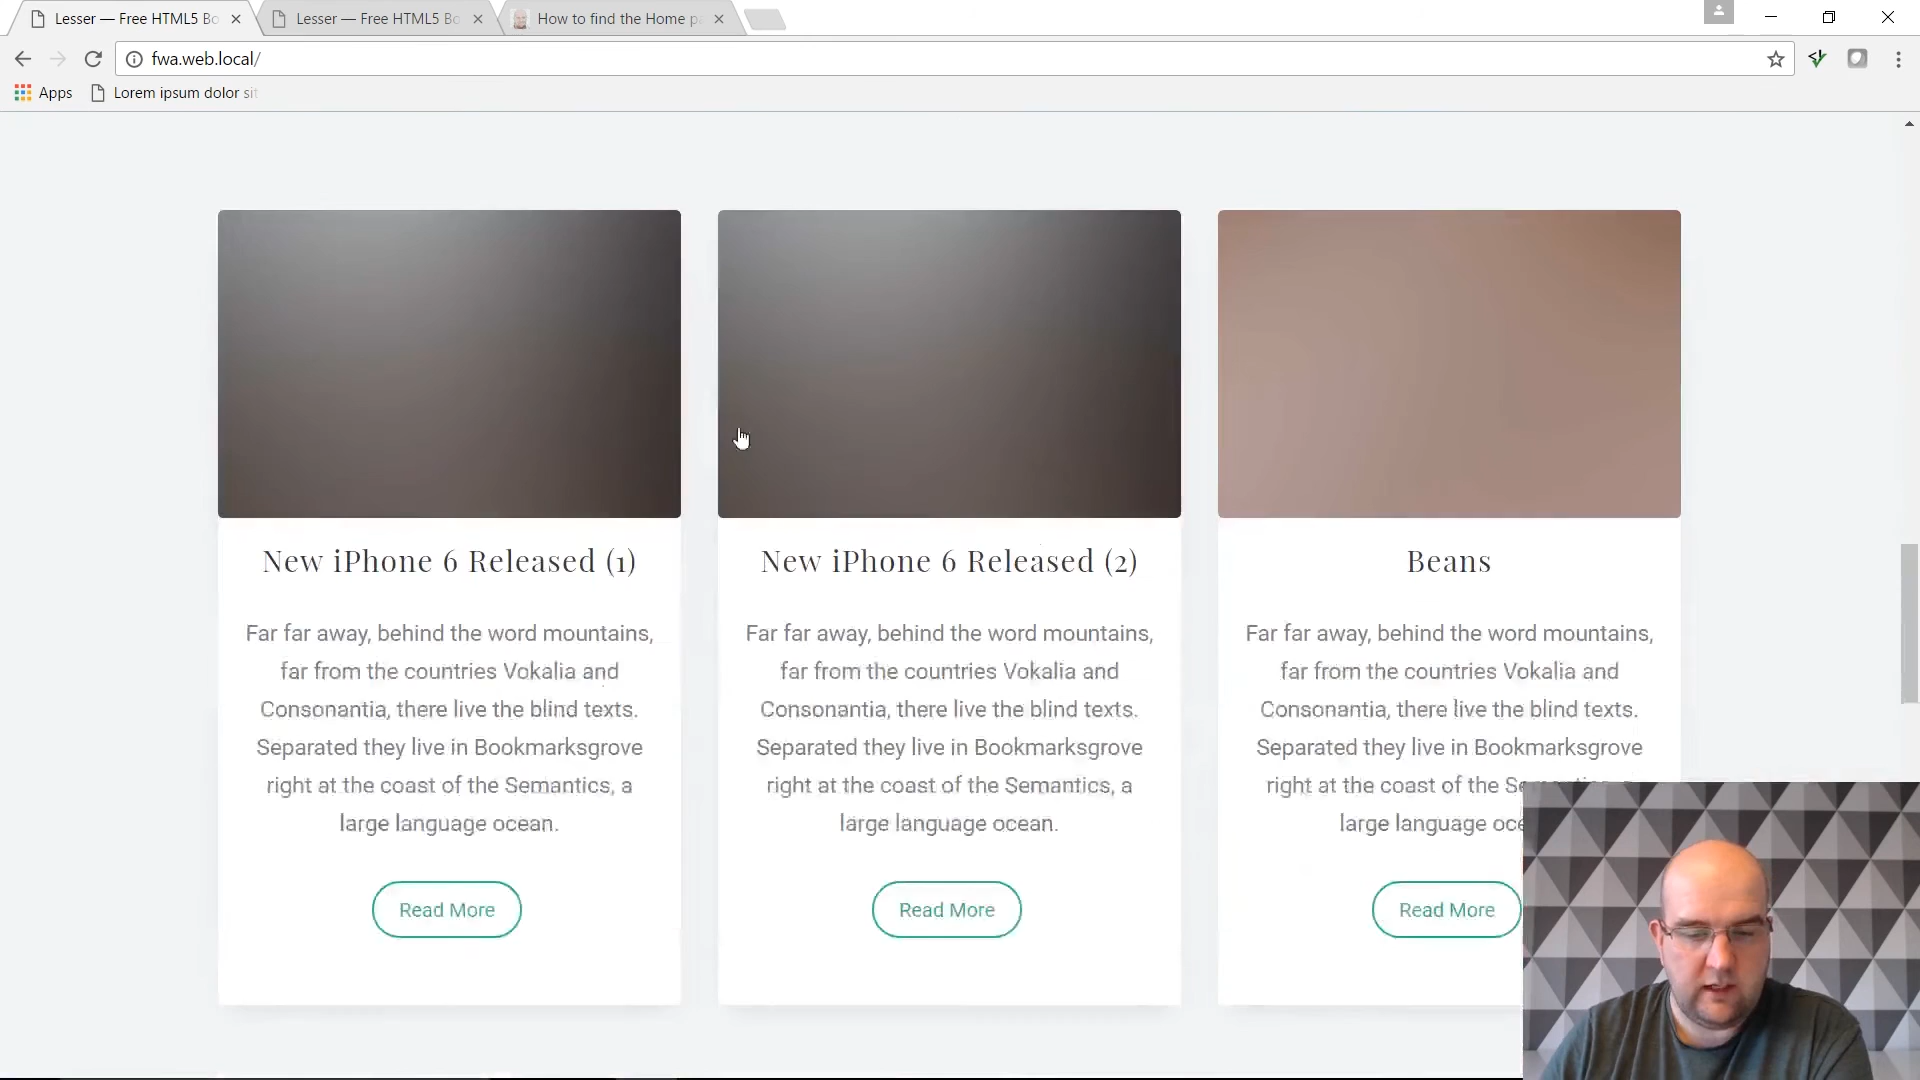 Lesser — Free HTML5 Bo
Lesser — Free HTML5 Bo
How to find the Home pa
fwa.web.local/
Apps
Lorem ipsum dolor sit
New iPhone 6 Released (1)
Far far away, behind the word mountains,
far from the countries Vokalia and
Consonantia, there live the blind texts.
Separated they live in Bookmarksgrove
right at the coast of the Semantics, a
large language ocean.
Read More
New iPhone 6 Released (2)
Far far away, behind the word mountains,
far from the countries Vokalia and
Consonantia, there live the blind texts.
Separated they live in Bookmarksgrove
right at the coast of the Semantics, a
large language ocean.
Read More
Beans
Far far away, behind the word mountains,
far from the countries Vokalia and
Consonantia, there live the blind texts.
Separated they live in Bookmarksgrove
right at the coast of the Semantics, a
large language oce
Read More